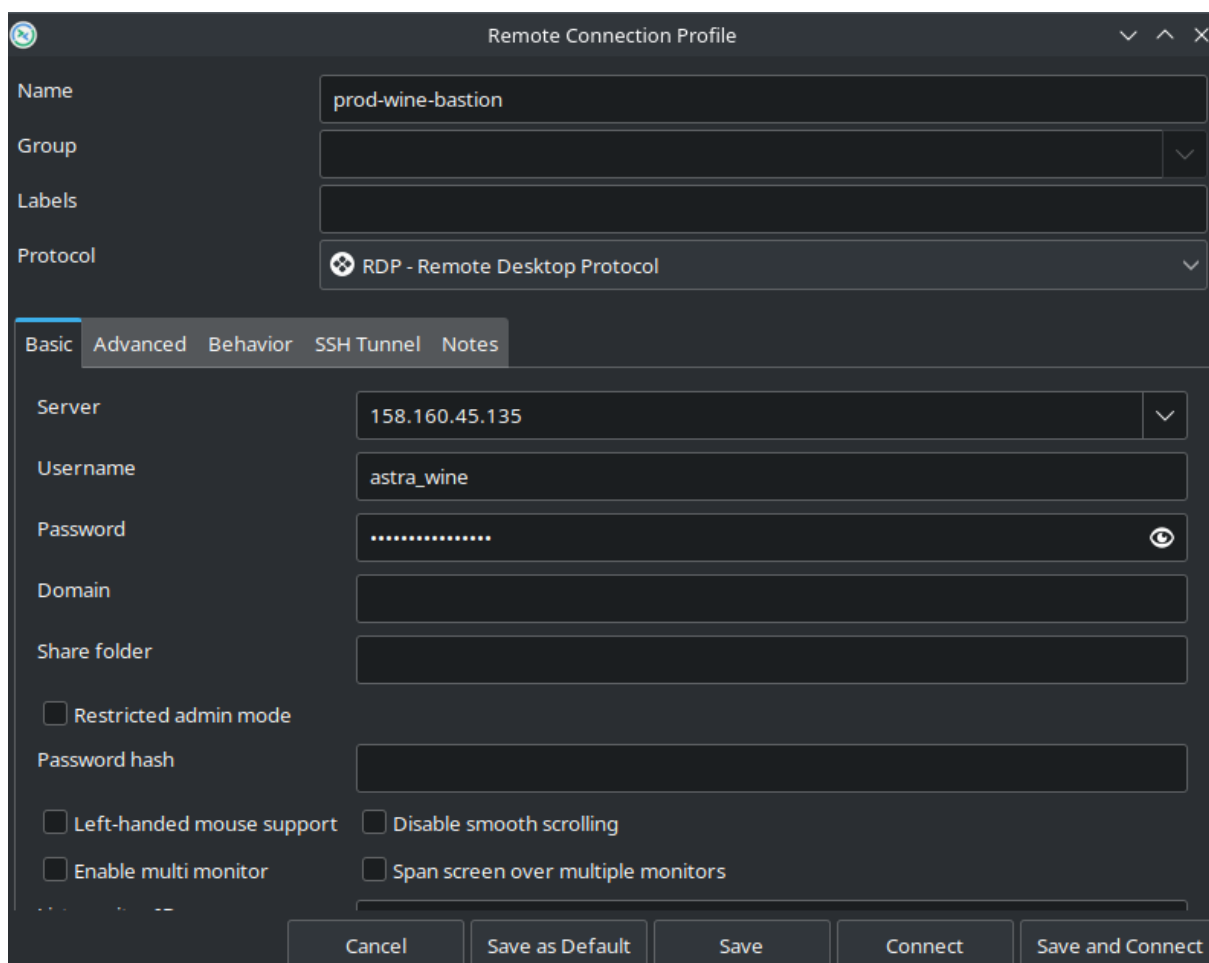 Remote Connection Profile
Name
prod-wine-bastion
Group
Labels
Protocol
RDP - Remote Desktop Protocol
Basic Advanced Behavior SSH Tunnel Notes
Server
158.160.45.135
Username
astra_wine
Password
••••••••••••••••
Domain
Share folder
Restricted admin mode
Password hash
Left-handed mouse support Disable smooth scrolling
Enable multi monitor Span screen over multiple monitors
Cancel Save as Default Save Connect Save and Connect